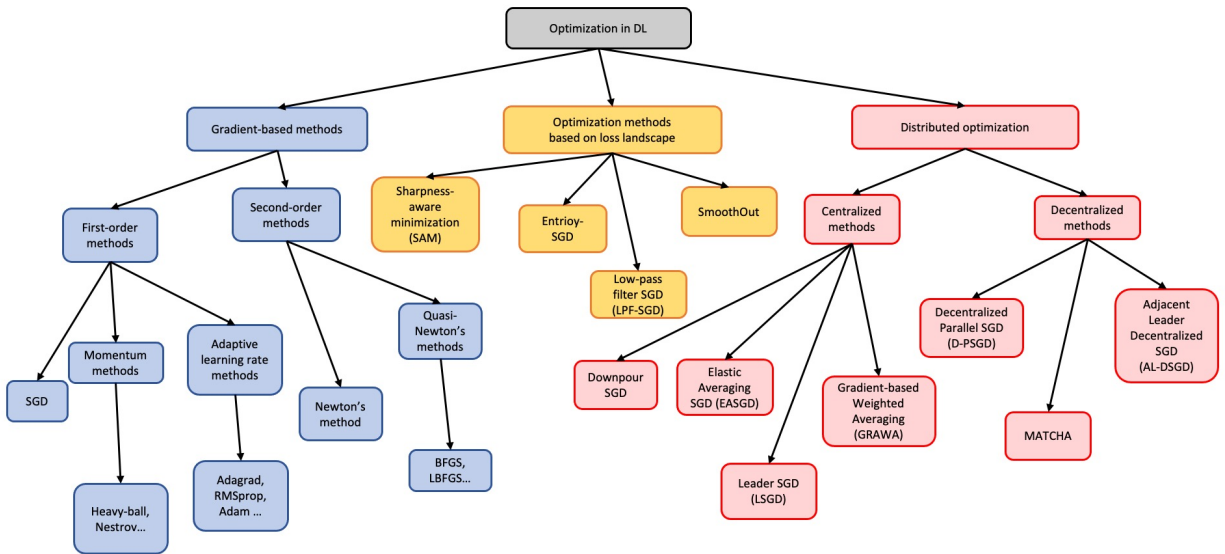 Optimization in DL
Gradient-based methods
Optimization methods
based on loss landscape
Distributed optimization
First-order
methods
Second-order
methods
Sharpness-
aware
minimization
(SAM)
Entrioy-
SGD
Low-pass
filter SGD
(LPF-SGD)
SmoothOut
Centralized
methods
Decentralized
methods
SGD
Momentum
methods
Adaptive
learning rate
methods
Newton's
method
Quasi-
Newton's
methods
Downpour
SGD
Elastic
Averaging
SGD (EASGD)
Leader SGD
(LSGD)
Gradient-based
Weighted
Averaging
(GRAWA)
Decentralized
Parallel SGD
(D-PSGD)
MATCHA
Adjacent
Leader
Decentralized
SGD
(AL-DSGD)
Heavy-ball,
Nestrov...
Adagrad,
RMSprop,
Adam ...
BFGS,
LBFGS...